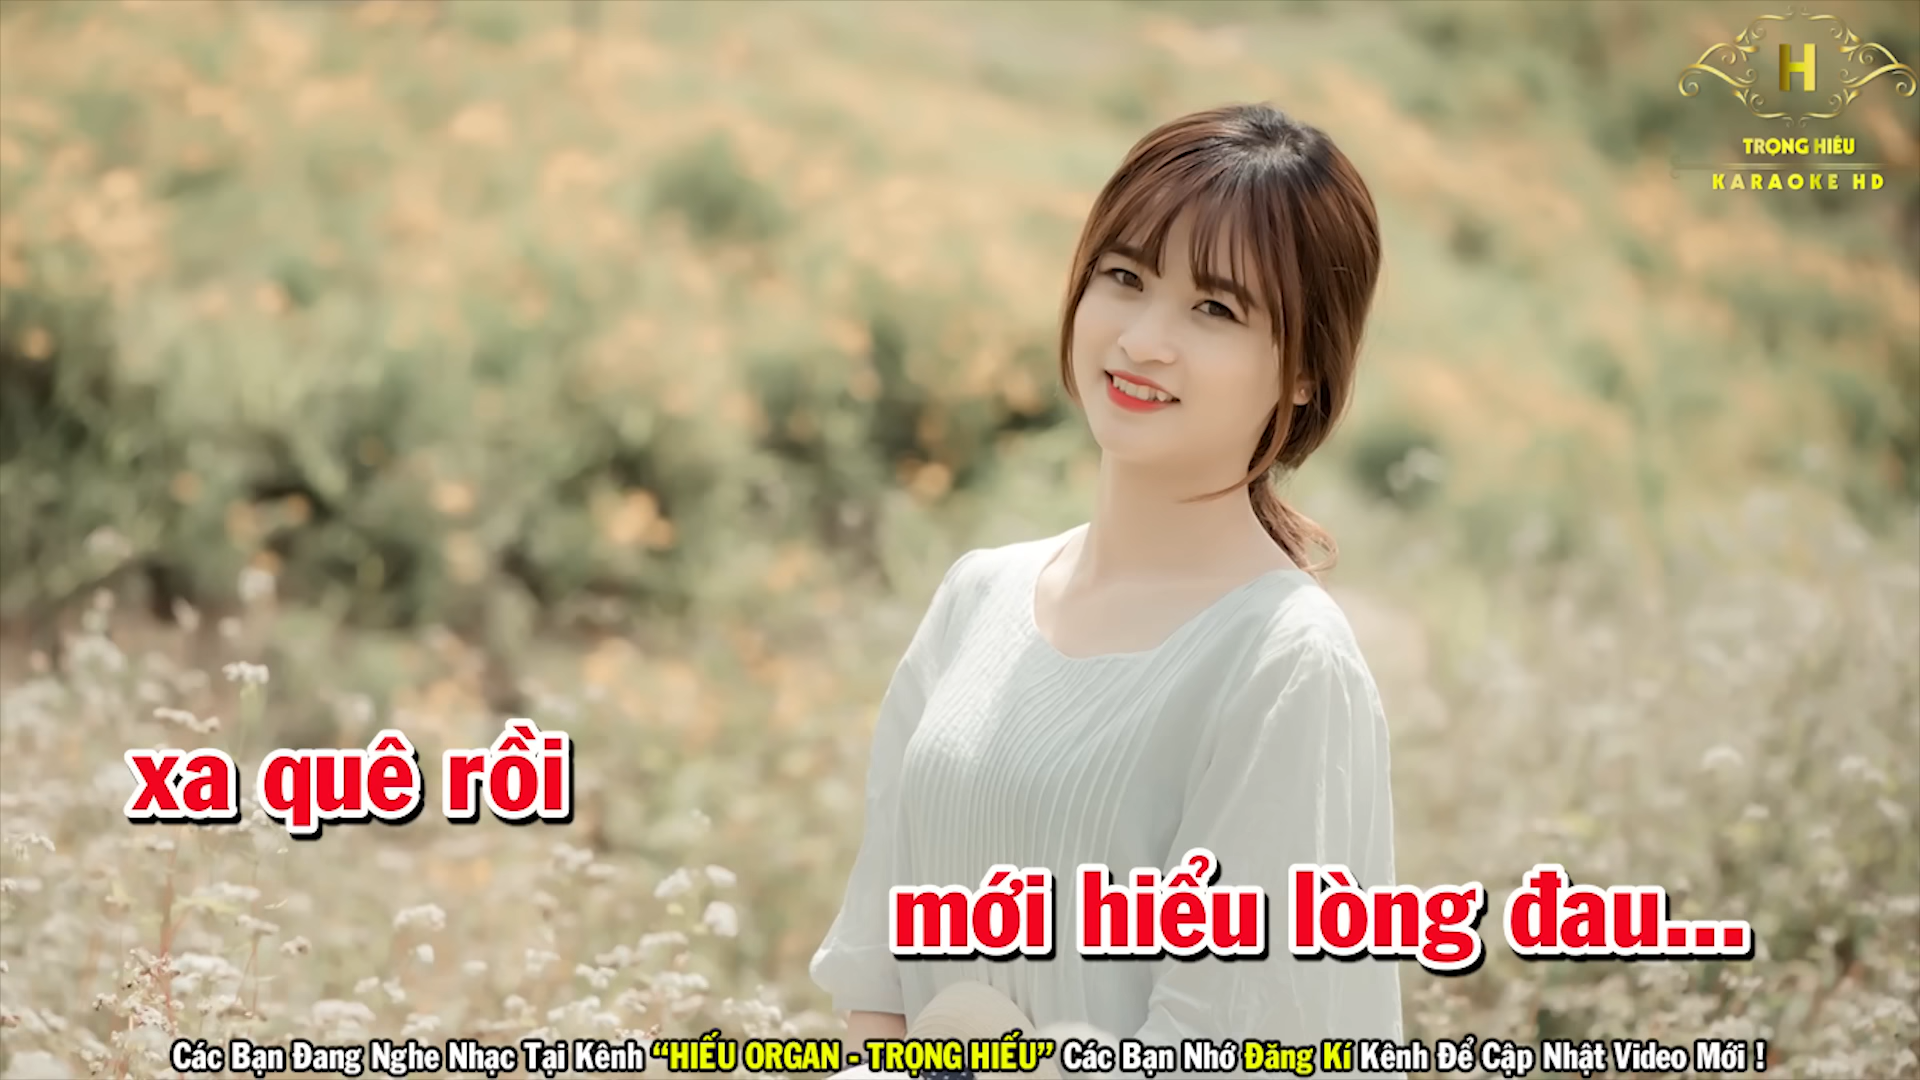 H
TRỌNG HIẾU
KARAOKE HD
xa quê rồi
mới hiểu lòng đau...
Các Bạn Đang Nghe Nhạc Tại Kênh “HIẾU ORGAN - TRỌNG HIẾU” Các Bạn Nhớ Đăng Kí Kênh Để Cập Nhật Video Mới !